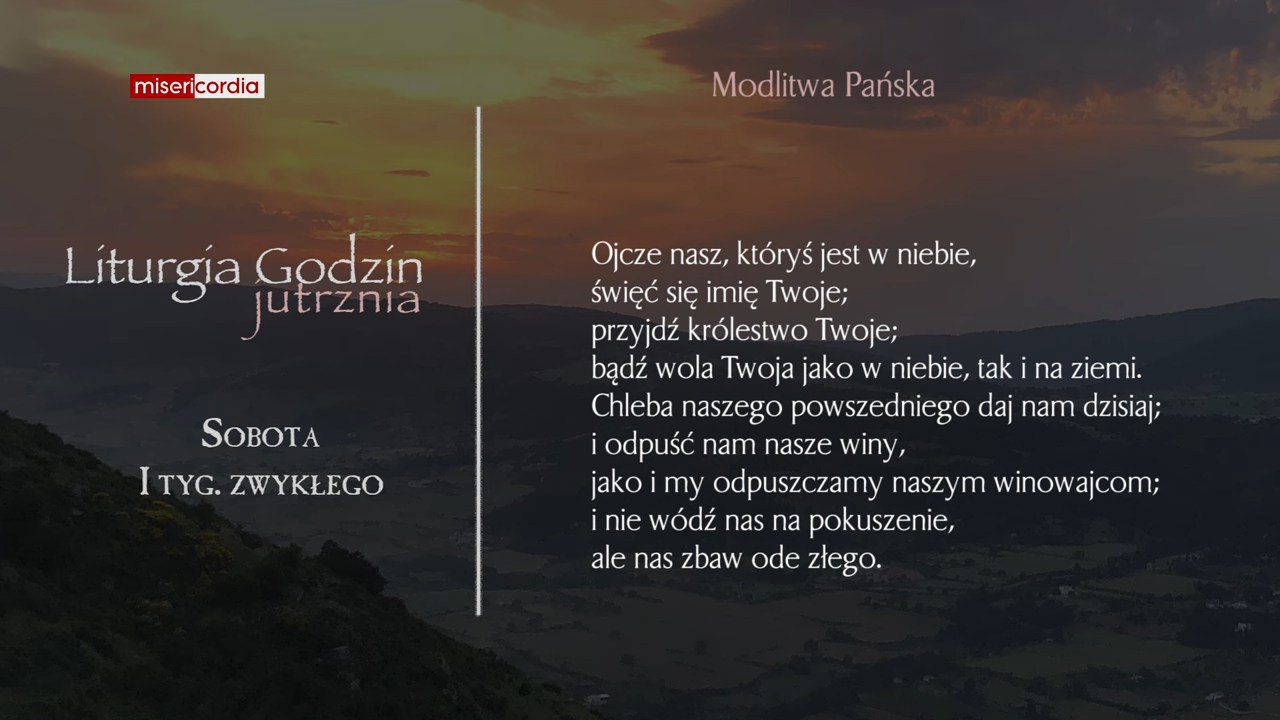 misericordia
Liturgia Godzin
jutrznia
Sobota
I tyg. zwykłego
Modlitwa Pańska
Ojcze nasz, któryś jest w niebie,
święć się imię Twoje;
przyjdź królestwo Twoje;
bądź wola Twoja jako w niebie, tak i na ziemi.
Chleba naszego powszedniego daj nam dzisiaj;
i odpuść nam nasze winy,
jako i my odpuszczamy naszym winowajcom;
i nie wódź nas na pokuszenie,
ale nas zbaw ode złego.